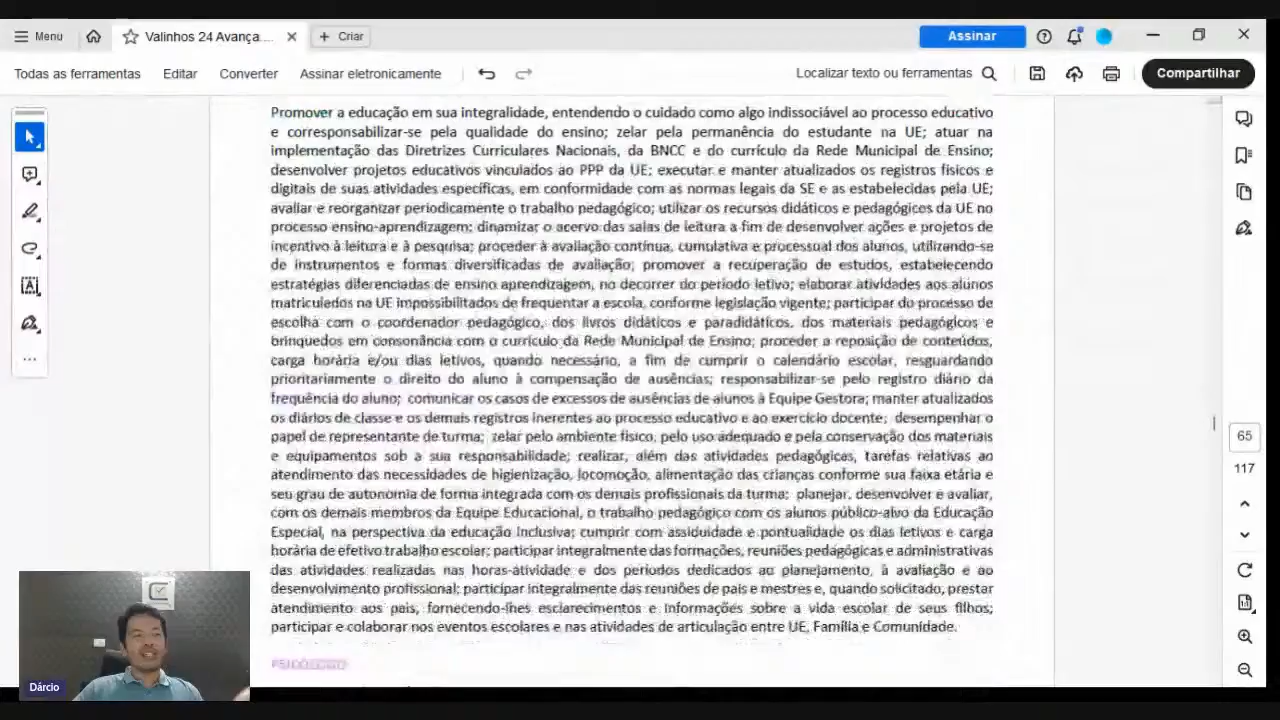 Menu
Valinhos 24 Avança....
Criar
Assinar
Todas as ferramentas
Editar
Converter
Assinar eletronicamente
Localizar texto ou ferramentas
Compartilhar
Promover a educação em sua integralidade, entendendo o cuidado como algo indissociável ao processo educativo
e corresponsabilizar-se pela qualidade do ensino; zelar pela permanência do estudante na UE; atuar na
implementação das Diretrizes Curriculares Nacionais, da BNCC e do currículo da Rede Municipal de Ensino;
desenvolver projetos educativos vinculados ao PPP da UE; executar e manter atualizados os registros físicos e
digitais de suas atividades específicas, em conformidade com as normas legais da SE e as estabelecidas pela UE;
avaliar e reorganizar periodicamente o trabalho pedagógico; utilizar os recursos didáticos e pedagógicos da UE no
processo ensino-aprendizagem; dinamizar o acervo das salas de leitura a fim de desenvolver ações e projetos de
incentivo à leitura e à pesquisa; proceder à avaliação contínua, cumulativa e processual dos alunos, utilizando-se
de instrumentos e formas diversificadas de avaliação; promover a recuperação de estudos, estabelecendo
estratégias diferenciadas de ensino aprendizagem, no decorrer do período letivo; elaborar atividades aos alunos
matriculados na UE impossibilitados de frequentar a escola, conforme legislação vigente; participar do processo de
escolha com o coordenador pedagógico, dos livros didáticos e paradidáticos, dos materiais pedagógicos e
brinquedos em consonância com o currículo da Rede Municipal de Ensino; proceder a reposição de conteúdos,
carga horária e/ou dias letivos, quando necessário, a fim de cumprir o calendário escolar, resguardando
prioritariamente o direito do aluno à compensação de ausências; responsabilizar-se pelo registro diário da
frequência do aluno; comunicar os casos de excessos de ausências de alunos à Equipe Gestora; manter atualizados
os diários de classe e os demais registros inerentes ao processo educativo e ao exercício docente; desempenhar o
papel de representante de turma; zelar pelo ambiente físico, pelo uso adequado e pela conservação dos materiais
e equipamentos sob a sua responsabilidade; realizar, além das atividades pedagógicas, tarefas relativas ao
atendimento das necessidades de higienização, locomoção, alimentação das crianças conforme sua faixa etária e
seu grau de autonomia de forma integrada com os demais profissionais da turma; planejar, desenvolver e avaliar,
com os demais membros da Equipe Educacional, o trabalho pedagógico com os alunos público-alvo da Educação
Especial, na perspectiva da educação inclusiva; cumprir com assiduidade e pontualidade os dias letivos e carga
horária de efetivo trabalho escolar; participar integralmente das formações, reuniões pedagógicas e administrativas
das atividades realizadas nas horas-atividade e dos períodos dedicados ao planejamento, à avaliação e ao
desenvolvimento profissional; participar integralmente das reuniões de pais e mestres e, quando solicitado, prestar
atendimento aos pais, fornecendo-lhes esclarecimentos e informações sobre a vida escolar de seus filhos;
participar e colaborar nos eventos escolares e nas atividades de articulação entre UE, Família e Comunidade.
PSICÓLOGO
65
117
Dárcio